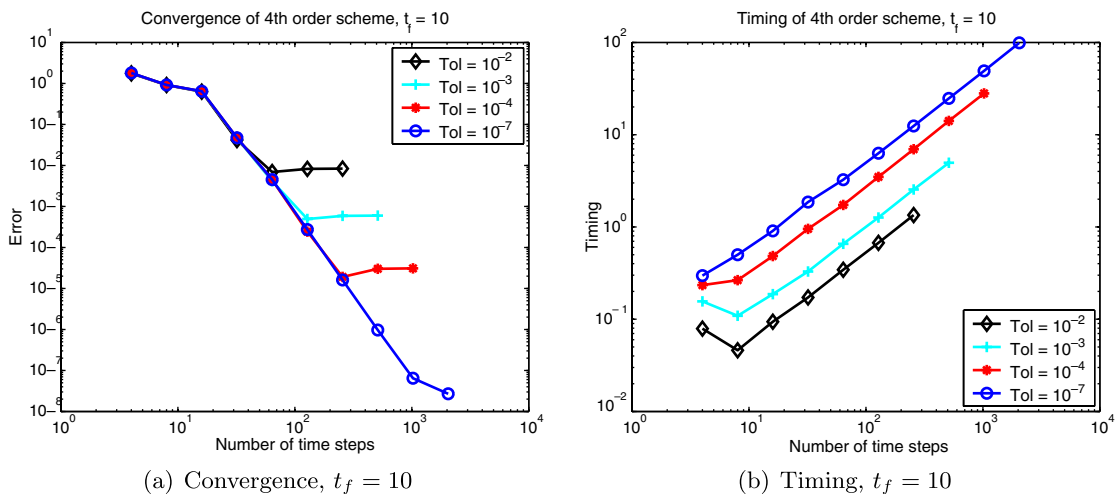 Convergence of 4th order scheme, t_f = 10
10^1
10^0
10^-1
10^-2
10^-3
10^-4
10^-5
10^-6
10^-7
10^-8
Error
Tol = 10^-2
Tol = 10^-3
Tol = 10^-4
Tol = 10^-7
10^0
10^1
10^2
10^3
10^4
Number of time steps
(a) Convergence, t_f = 10
Timing of 4th order scheme, t_f = 10
10^2
10^1
10^0
10^-1
10^-2
Timing
Tol = 10^-2
Tol = 10^-3
Tol = 10^-4
Tol = 10^-7
10^0
10^1
10^2
10^3
10^4
Number of time steps
(b) Timing, t_f = 10